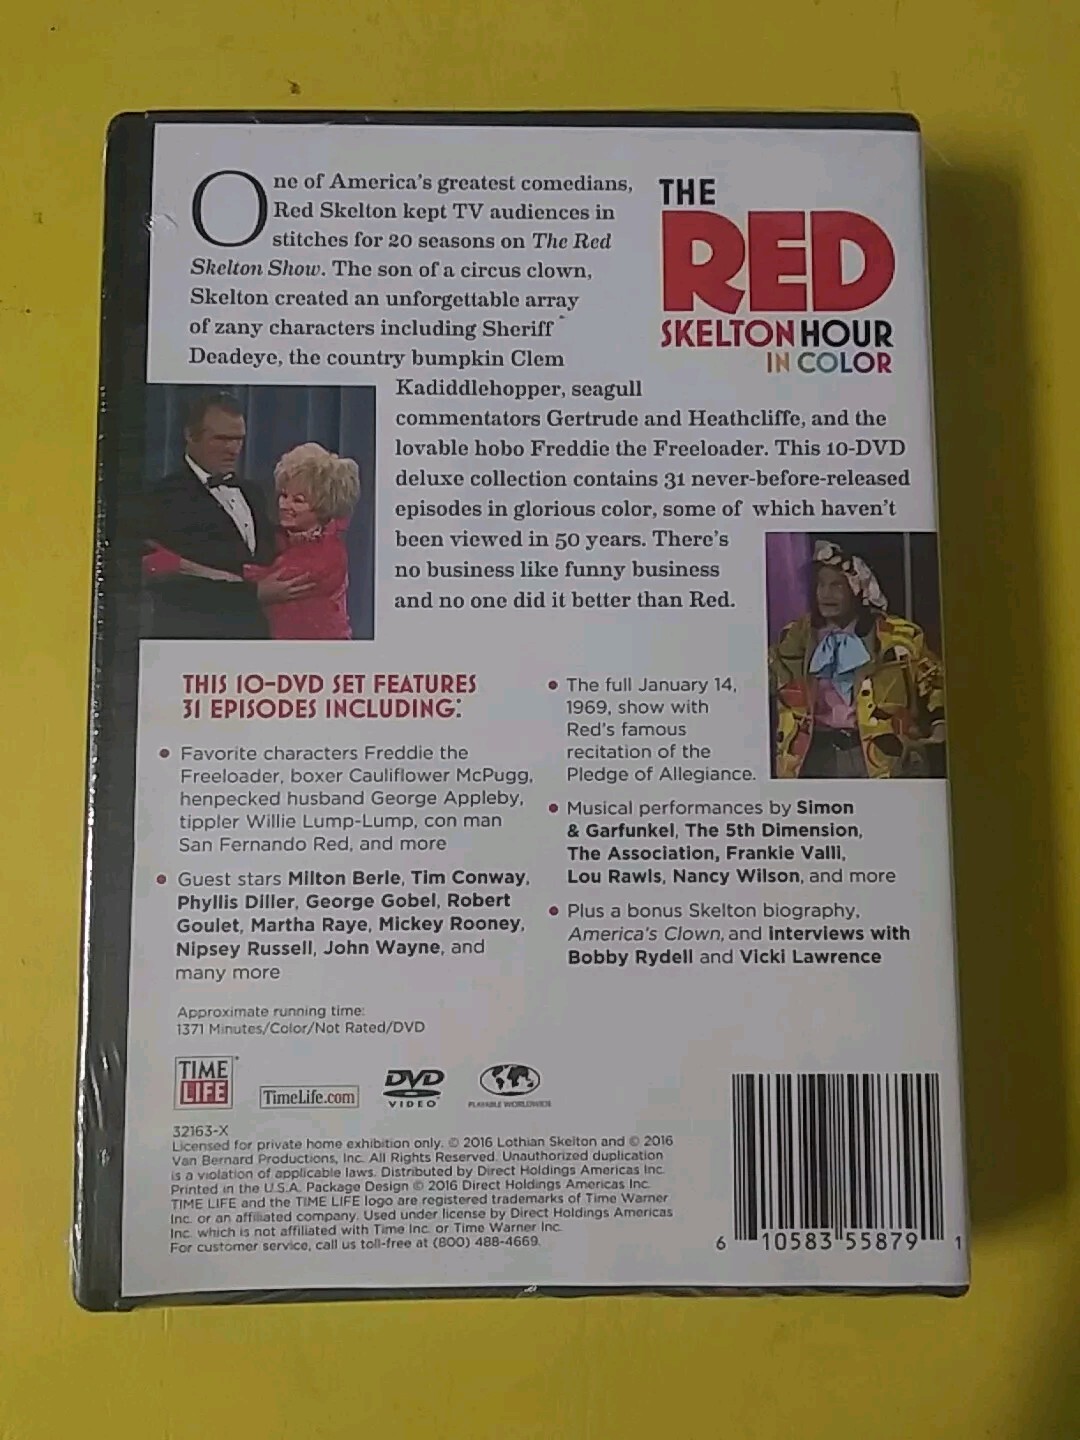 One of America's greatest comedians,
Red Skelton kept TV audiences in
stitches for 20 seasons on The Red
Skelton Show. The son of a circus clown,
Skelton created an unforgettable array
of zany characters including Sheriff
Deadeye, the country bumpkin Clem
Kadiddlehopper, seagull
commentators Gertrude and Heathcliffe, and the
lovable hobo Freddie the Freeloader. This 10-DVD
deluxe collection contains 31 never-before-released
episodes in glorious color, some of which haven't
been viewed in 50 years. There's
no business like funny business
and no one did it better than Red.
THE
RED
SKELTON HOUR
IN COLOR
THIS 10-DVD SET FEATURES
31 EPISODES INCLUDING:
• Favorite characters Freddie the
Freeloader, boxer Cauliflower McPugg,
henpecked husband George Appleby,
tippler Willie Lump-Lump, con man
San Fernando Red, and more
• Guest stars Milton Berle, Tim Conway,
Phyllis Diller, George Gobel, Robert
Goulet, Martha Raye, Mickey Rooney,
Nipsey Russell, John Wayne, and
many more
• The full January 14,
1969, show with
Red's famous
recitation of the
Pledge of Allegiance.
• Musical performances by Simon
& Garfunkel, The 5th Dimension,
The Association, Frankie Valli,
Lou Rawls, Nancy Wilson, and more
• Plus a bonus Skelton biography,
America's Clown, and interviews with
Bobby Rydell and Vicki Lawrence
Approximate running time:
1371 Minutes/Color/Not Rated/DVD
TIME
LIFE
TimeLife.com
DVD
VIDEO
PLAYABLE WORLDWIDE
32163-X
Licensed for private home exhibition only. © 2016 Lothian Skelton and © 2016
Van Bernard Productions, Inc. All Rights Reserved. Unauthorized duplication
is a violation of applicable laws. Distributed by Direct Holdings Americas Inc.
Printed in the U.S.A. Package Design © 2016 Direct Holdings Americas Inc.
TIME LIFE and the TIME LIFE logo are registered trademarks of Time Warner
Inc. or an affiliated company. Used under license by Direct Holdings Americas
Inc. which is not affiliated with Time Inc. or Time Warner Inc.
For customer service, call us toll-free at (800) 488-4669.
6 10583 55879 1